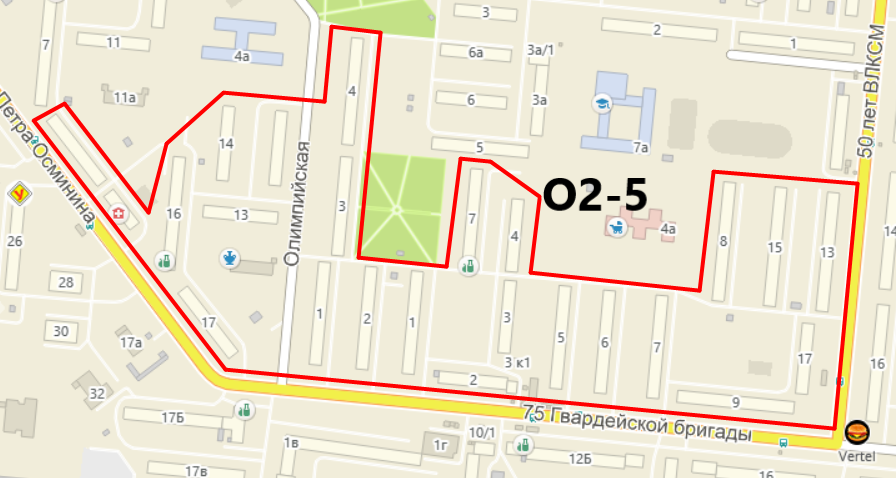 3
7
11
4а
6а
3а/1
2
1
50 лет ВЛКСМ
4
11а
6
3а
Петра Осминина
14
5
7а
Олимпийская
О2-5
16
13
3
7
4
4а
8
15
13
14
26
28
17
1
2
1
3
5
6
7
30
17а
3 к1
17
16
32
2
9
17Б
75 Гвардейской бригады
1в
1г
10/1
12Б
Vertel
17в
16